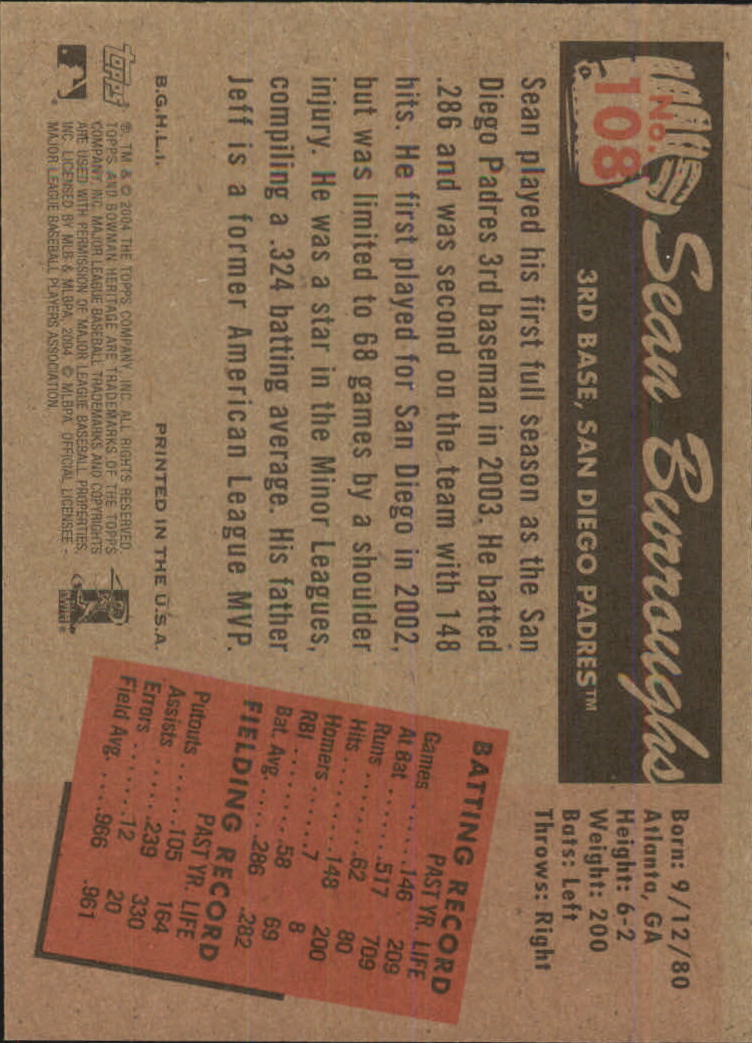 No.
108
Sean Burroughs
3RD BASE, SAN DIEGO PADRES™
Born: 9/12/80
Atlanta, GA
Height: 6-2
Weight: 200
Bats: Left
Throws: Right
Sean played his first full season as the San
Diego Padres 3rd baseman in 2003. He batted
.286 and was second on the team with 148
hits. He first played for San Diego in 2002,
but was limited to 68 games by a shoulder
injury. He was a star in the Minor Leagues,
compiling a .324 batting average. His father
Jeff is a former American League MVP.
BATTING RECORD
PAST YR. LIFE
Games ......146 209
At Bat ......517 709
Runs ........62 80
Hits ........148 200
Homers ......7 8
RBI ........58 69
Bat. Avg. ....286 .282
FIELDING RECORD
PAST YR. LIFE
Putouts .....105 164
Assists .....239 330
Errors .......12 20
Field Avg. ....966 .961
B.G.H.L.I. PRINTED IN THE U.S.A.
topps ®, TM & © 2004 THE TOPPS COMPANY, INC. ALL RIGHTS RESERVED.
TOPPS AND BOWMAN HERITAGE ARE TRADEMARKS OF THE TOPPS
COMPANY, INC. MAJOR LEAGUE BASEBALL TRADEMARKS AND COPYRIGHTS
ARE USED WITH PERMISSION OF MAJOR LEAGUE BASEBALL PROPERTIES,
INC. LICENSED BY MLB & MLBPA, 2004 © MLBPA OFFICIAL LICENSEE -
MAJOR LEAGUE BASEBALL PLAYERS ASSOCIATION